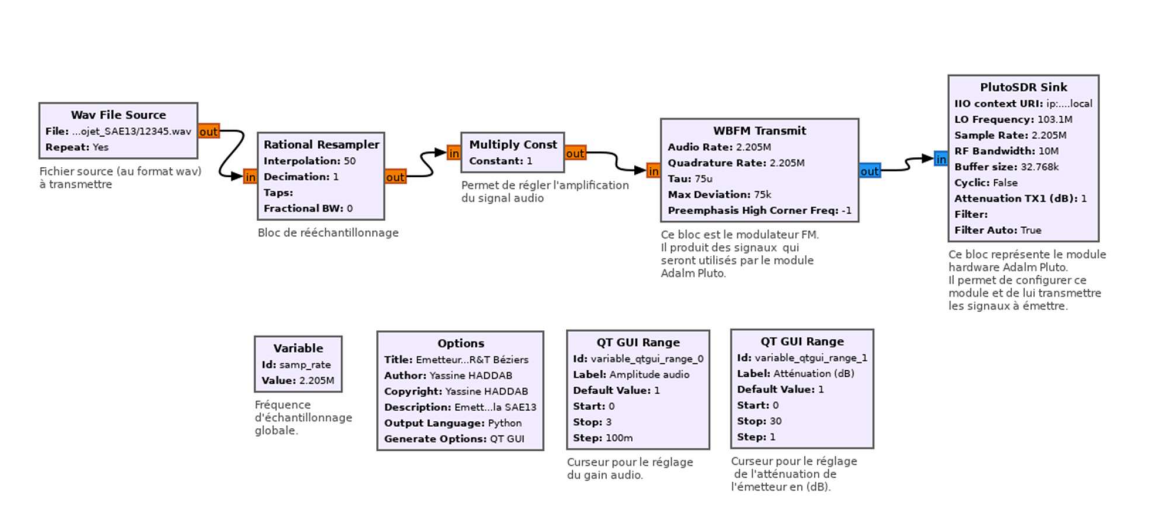 Wav File Source
File: ...ojet_SAE13/12345.wav
Repeat: Yes
out
Fichier source (au format wav)
à transmettre
in
Rational Resampler
Interpolation: 50
Decimation: 1
Taps:
Fractional BW: 0
out
Bloc de rééchantillonnage
in
Multiply Const
Constant: 1
out
Permet de régler l'amplification
du signal audio
in
WBFM Transmit
Audio Rate: 2.205M
Quadrature Rate: 2.205M
Tau: 75u
Max Deviation: 75k
Preemphasis High Corner Freq: -1
out
Ce bloc est le modulateur FM.
Il produit des signaux qui
seront utilisés par le module
Adalm Pluto.
in
PlutoSDR Sink
IIO context URI: ip:....local
LO Frequency: 103.1M
Sample Rate: 2.205M
RF Bandwidth: 10M
Buffer size: 32.768k
Cyclic: False
Attenuation TX1 (dB): 1
Filter:
Filter Auto: True
Ce bloc représente le module
hardware Adalm Pluto.
Il permet de configurer ce
module et de lui transmettre
les signaux à émettre.
Variable
Id: samp_rate
Value: 2.205M
Fréquence
d'échantillonnage
globale.
Options
Title: Emetteur...R&T Béziers
Author: Yassine HADDAB
Copyright: Yassine HADDAB
Description: Emett...la SAE13
Output Language: Python
Generate Options: QT GUI
QT GUI Range
Id: variable_qtgui_range_0
Label: Amplitude audio
Default Value: 1
Start: 0
Stop: 3
Step: 100m
Curseur pour le réglage
du gain audio.
QT GUI Range
Id: variable_qtgui_range_1
Label: Atténuation (dB)
Default Value: 1
Start: 0
Stop: 30
Step: 1
Curseur pour le réglage
de l'atténuation de
l'émetteur en (dB).